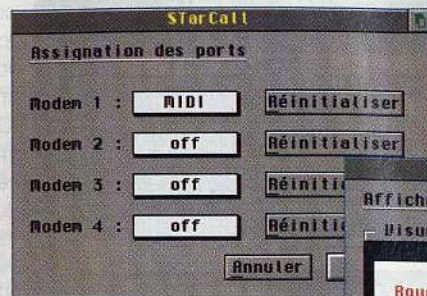 STarCall
Assignation des ports
Modem 1 : MIDI Réinitialiser
Modem 2 : off Réinitialiser
Modem 3 : off
Modem 4 : off
Annuler